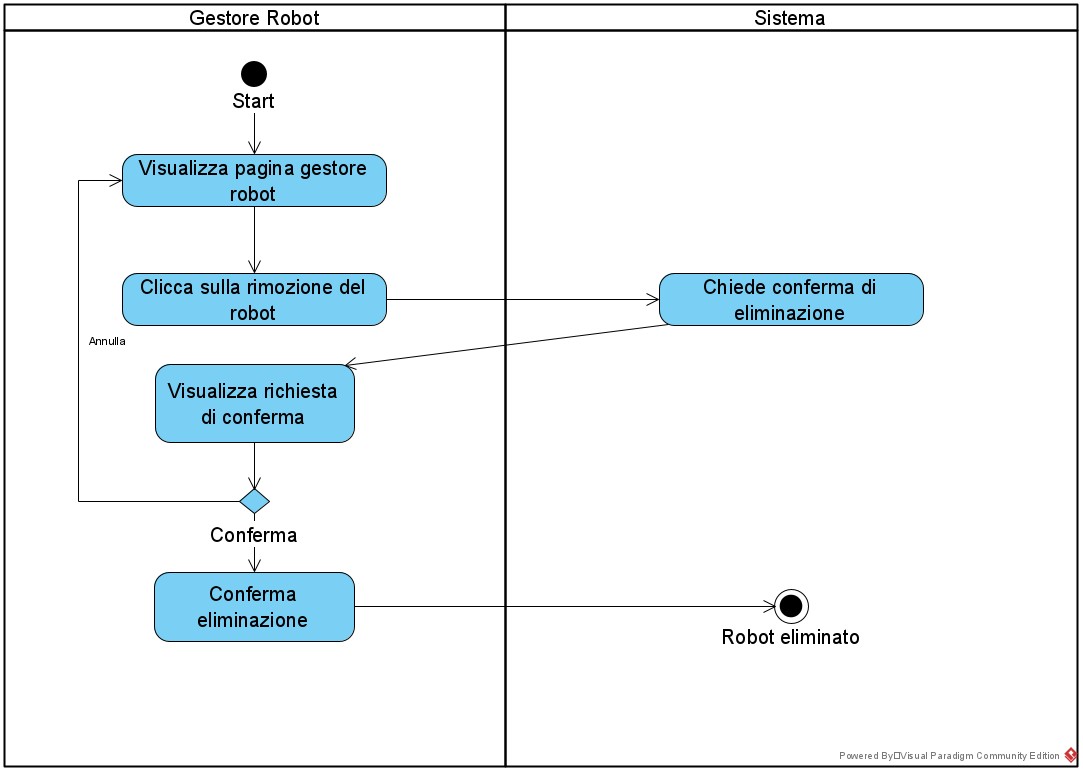 Gestore Robot
Sistema
Start
Visualizza pagina gestore
robot
Clicca sulla rimozione del
robot
Chiede conferma di
eliminazione
Annulla
Visualizza richiesta
di conferma
Conferma
Conferma
eliminazione
Robot eliminato
Powered By Visual Paradigm Community Edition